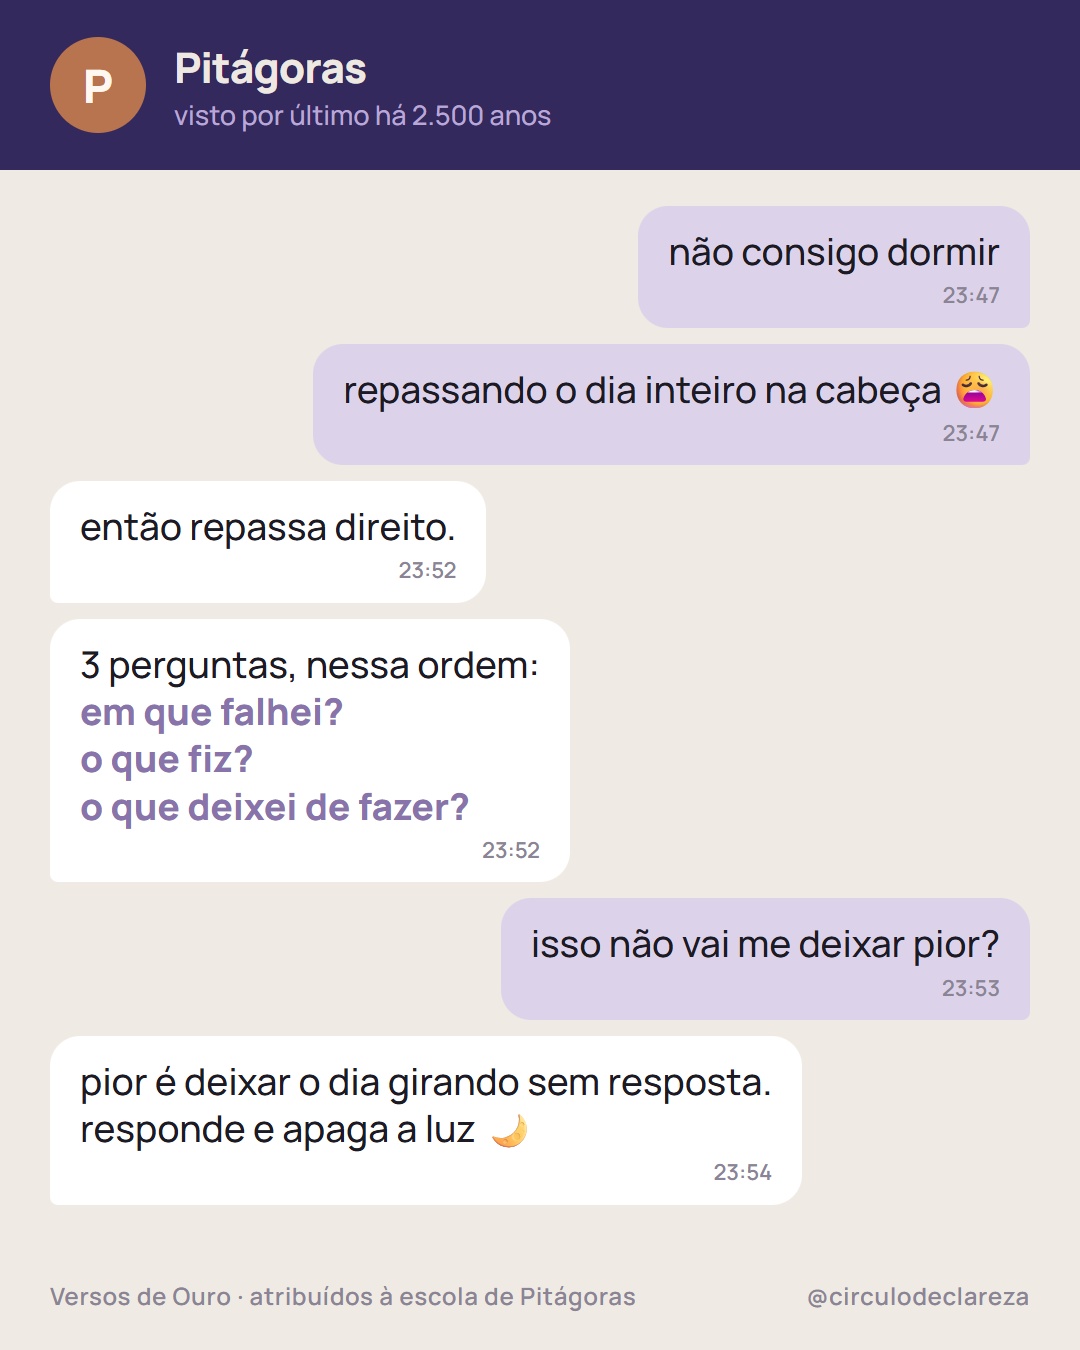 P
Pitágoras
visto por último há 2.500 anos
não consigo dormir
23:47
repassando o dia inteiro na cabeça 😩
23:47
então repassa direito.
23:52
3 perguntas, nessa ordem:
em que falhei?
o que fiz?
o que deixei de fazer?
23:52
isso não vai me deixar pior?
23:53
pior é deixar o dia girando sem resposta.
responde e apaga a luz 🌙
23:54
Versos de Ouro · atribuídos à escola de Pitágoras
@circulodeclareza